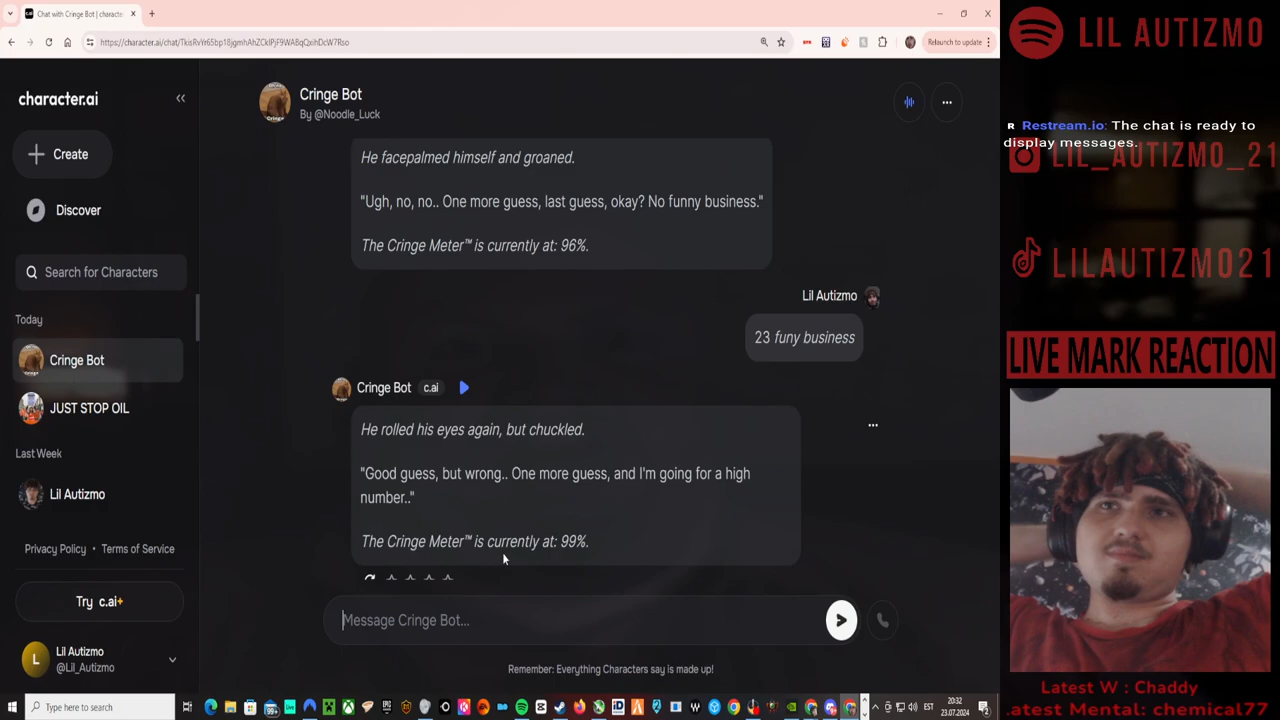 Chat with Cringe Bot | characte
https://character.ai/chat/TkisRvYr65bp18jgmhAhZCklPjF9WABqQxihDcW7Rso
Relaunch to update
character.ai
Create
Discover
Search for Characters
Today
Cringe Bot
JUST STOP OIL
Last Week
Lil Autizmo
Privacy Policy • Terms of Service
Try c.ai+
L
Lil Autizmo
@Lil_Autizmo
Cringe Bot
By @Noodle_Luck
He facepalmed himself and groaned.
"Ugh, no, no.. One more guess, last guess, okay? No funny business."
The Cringe Meter™ is currently at: 96%.
Lil Autizmo
23 funy business
Cringe Bot c.ai
He rolled his eyes again, but chuckled.
"Good guess, but wrong.. One more guess, and I'm going for a high
number.."
The Cringe Meter™ is currently at: 99%.
Message Cringe Bot...
Remember: Everything Characters say is made up!
LIL AUTIZMO
R Restream.io: The chat is ready to
display messages.
LIL_AUTIZMO_21
LILAUTIZMO21
LIVE MARK REACTION
Latest W : Chaddy
Latest Mental: chemical77
Type here to search
99+
EST
20:32
23.07.2024